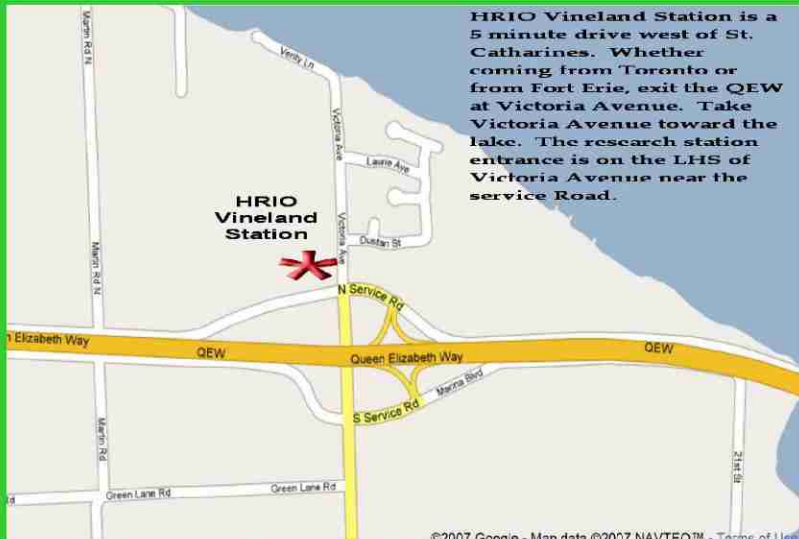 HRIO Vineland Station is a
5 minute drive west of St.
Catharines. Whether
coming from Toronto or
from Fort Erie, exit the QEW
at Victoria Avenue. Take
Victoria Avenue toward the
lake. The research station
entrance is on the LHS of
Victoria Avenue near the
service Road.
Martin Rd N
Verity Ln
Victoria Ave
Laurie Ave
HRIO
Vineland
Station
Victoria Ave
Dustan St
Martin Rd N
N Service Rd
n Elizabeth Way
QEW
Queen Elizabeth Way
QEW
Marina Blvd
S Service Rd
Martin Rd
21st St
Rd
Green Lane Rd
Green Lane Rd
©2007 Google - Map data ©2007 NAVTEQ™ - Terms of Use